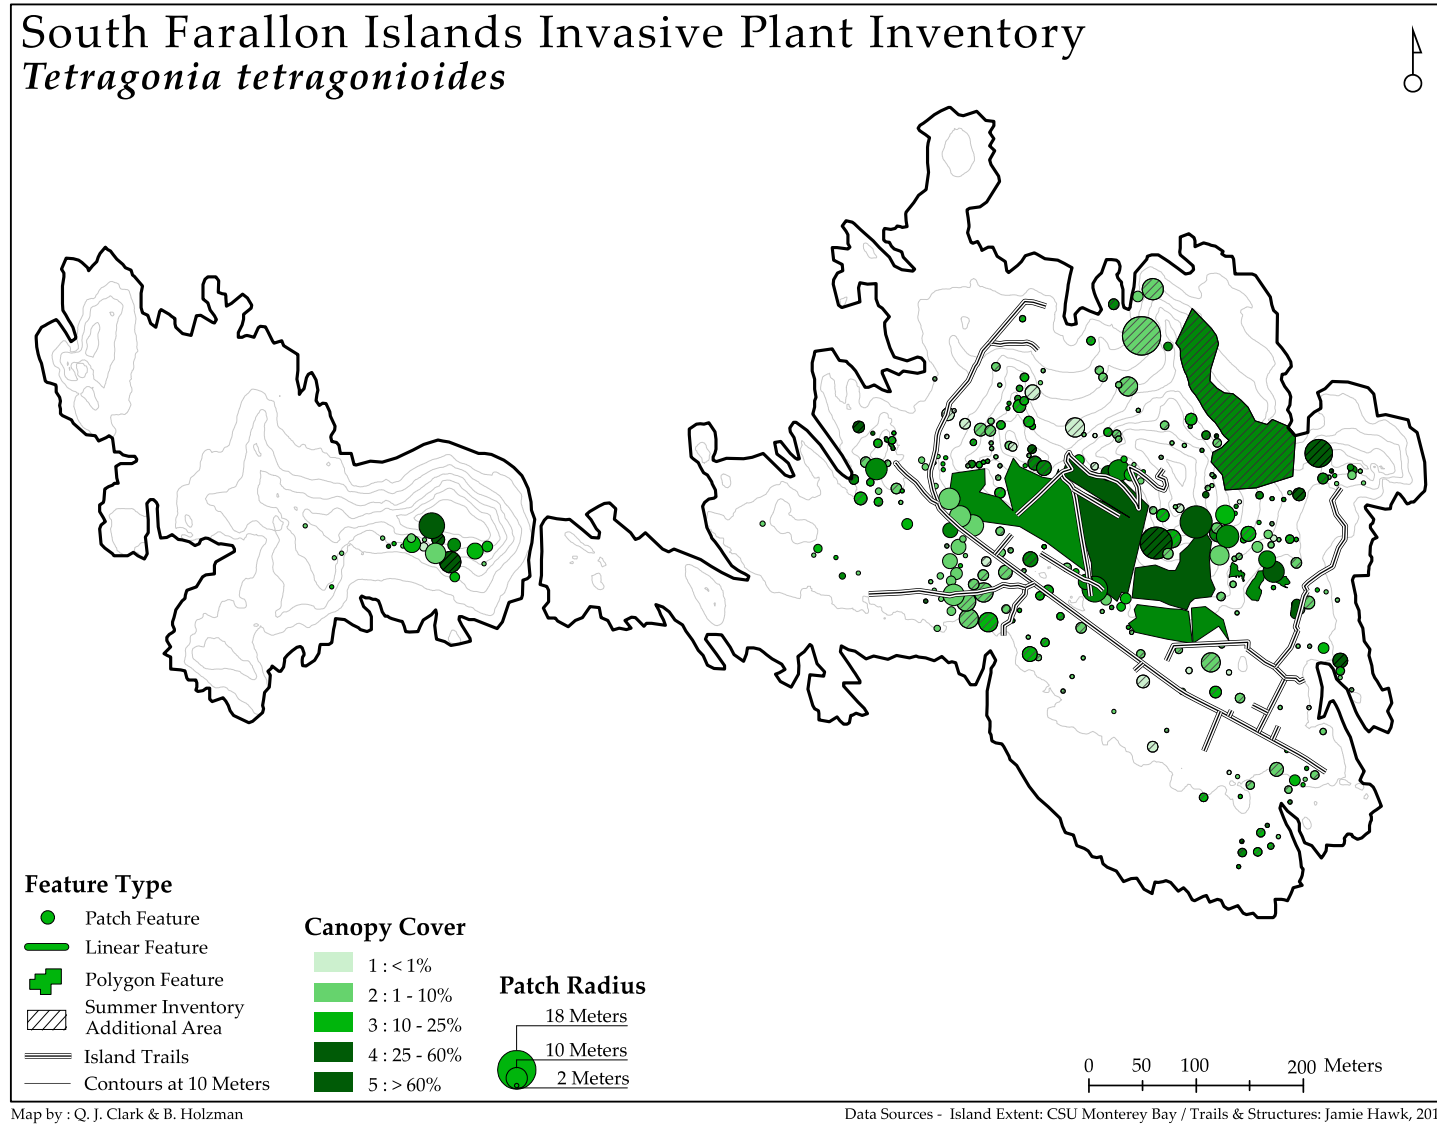 South Farallon Islands Invasive Plant Inventory
Tetragonia tetragonioides
Feature Type
Patch Feature
Linear Feature
Polygon Feature
Summer Inventory
Additional Area
Island Trails
Contours at 10 Meters
Canopy Cover
1 : < 1%
2 : 1 - 10%
3 : 10 - 25%
4 : 25 - 60%
5 : > 60%
Patch Radius
18 Meters
10 Meters
2 Meters
0 50 100 200 Meters
Map by : Q. J. Clark & B. Holzman
Data Sources - Island Extent: CSU Monterey Bay / Trails & Structures: Jamie Hawk, 201